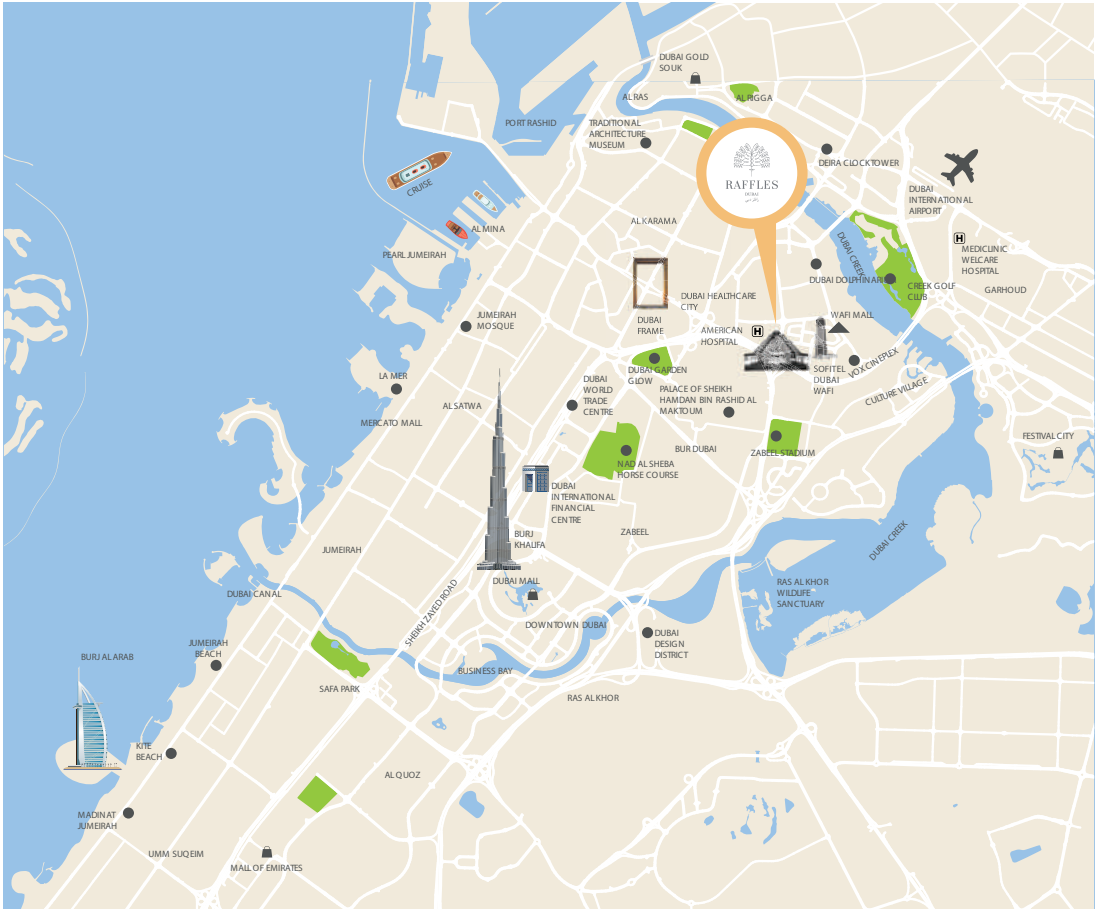 DUBAI GOLD
SOUK
AL RAS
AL RIGGA
PORT RASHID
TRADITIONAL
ARCHITECTURE
MUSEUM
DEIRA CLOCKTOWER
RAFFLES
DUBAI
CRUISE
DUBAI
INTERNATIONAL
AIRPORT
AL MINA
AL KARAMA
PEARL JUMEIRAH
DUBAI CREEK
H
MEDICLINIC
WELCARE
HOSPITAL
DUBAI DOLPHINARI
CREEK GOLF
CLUB
GARHOUD
DUBAI HEALTHCARE
CITY
JUMEIRAH
MOSQUE
DUBAI
FRAME
AMERICAN
HOSPITAL
H
WAFI MALL
VOX CINEPLEX
SOFITEL
DUBAI
WAFI
CULTURE VILLAGE
DUBAI GARDEN
GLOW
LA MER
DUBAI
WORLD
TRADE
CENTRE
PALACE OF SHEIKH
HAMDAN BIN RASHID AL
MAKTOUM
AL SATWA
MERCATO MALL
FESTIVAL CITY
BUR DUBAI
ZABEEL STADIUM
NAD AL SHEBA
HORSE COURSE
DUBAI
INTERNATIONAL
FINANCIAL
CENTRE
ZABEEL
BURJ
KHALIFA
DUBAI CREEK
JUMEIRAH
DUBAI MALL
RAS AL KHOR
WILDLIFE
SANCTUARY
DUBAI CANAL
SHEIKH ZAYED ROAD
DOWNTOWN DUBAI
DUBAI
DESIGN
DISTRICT
JUMEIRAH
BEACH
BURJ AL ARAB
BUSINESS BAY
SAFA PARK
RAS AL KHOR
KITE
BEACH
AL QUOZ
MADINAT
JUMEIRAH
UMM SUQEIM
MALL OF EMIRATES